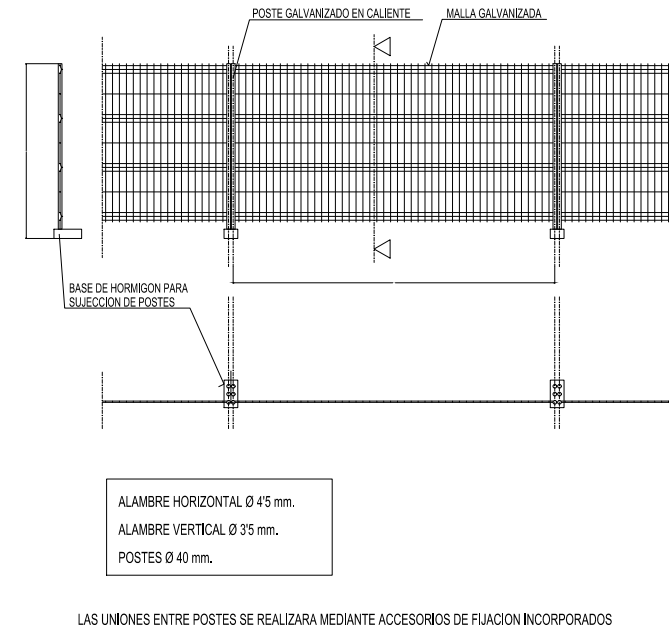 POSTE GALVANIZADO EN CALIENTE
MALLA GALVANIZADA
BASE DE HORMIGON PARA
SUJECCION DE POSTES
ALAMBRE HORIZONTAL Ø 4'5 mm.
ALAMBRE VERTICAL Ø 3'5 mm.
POSTES Ø 40 mm.
LAS UNIONES ENTRE POSTES SE REALIZARA MEDIANTE ACCESORIOS DE FIJACION INCORPORADOS